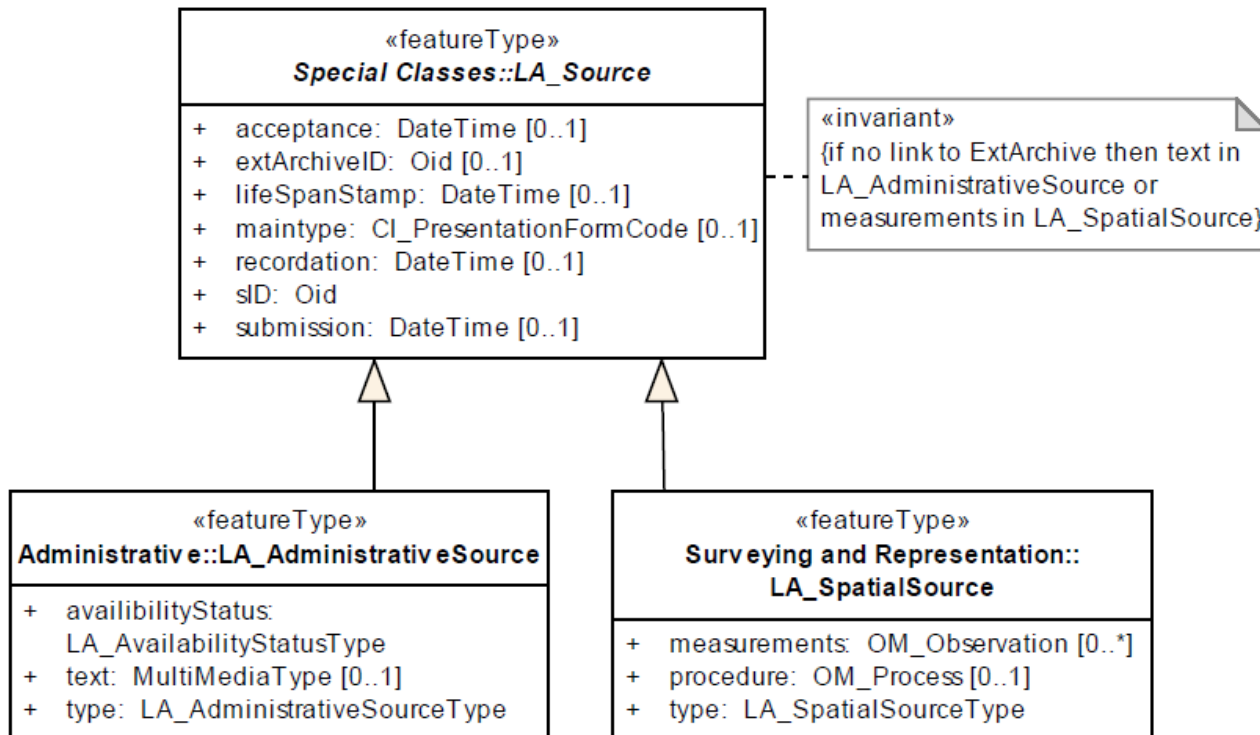 «featureType»
Special Classes::LA_Source
+ acceptance: DateTime [0..1]
+ extArchiveID: Oid [0..1]
+ lifeSpanStamp: DateTime [0..1]
+ maintype: CI_PresentationFormCode [0..1]
+ recordation: DateTime [0..1]
+ sID: Oid
+ submission: DateTime [0..1]
«invariant»
{if no link to ExtArchive then text in
LA_AdministrativeSource or
measurements in LA_SpatialSource}
«featureType»
Administrative::LA_AdministrativeSource
+ availibilityStatus:
LA_AvailabilityStatusType
+ text: MultiMediaType [0..1]
+ type: LA_AdministrativeSourceType
«featureType»
Surveying and Representation::
LA_SpatialSource
+ measurements: OM_Observation [0..*]
+ procedure: OM_Process [0..1]
+ type: LA_SpatialSourceType